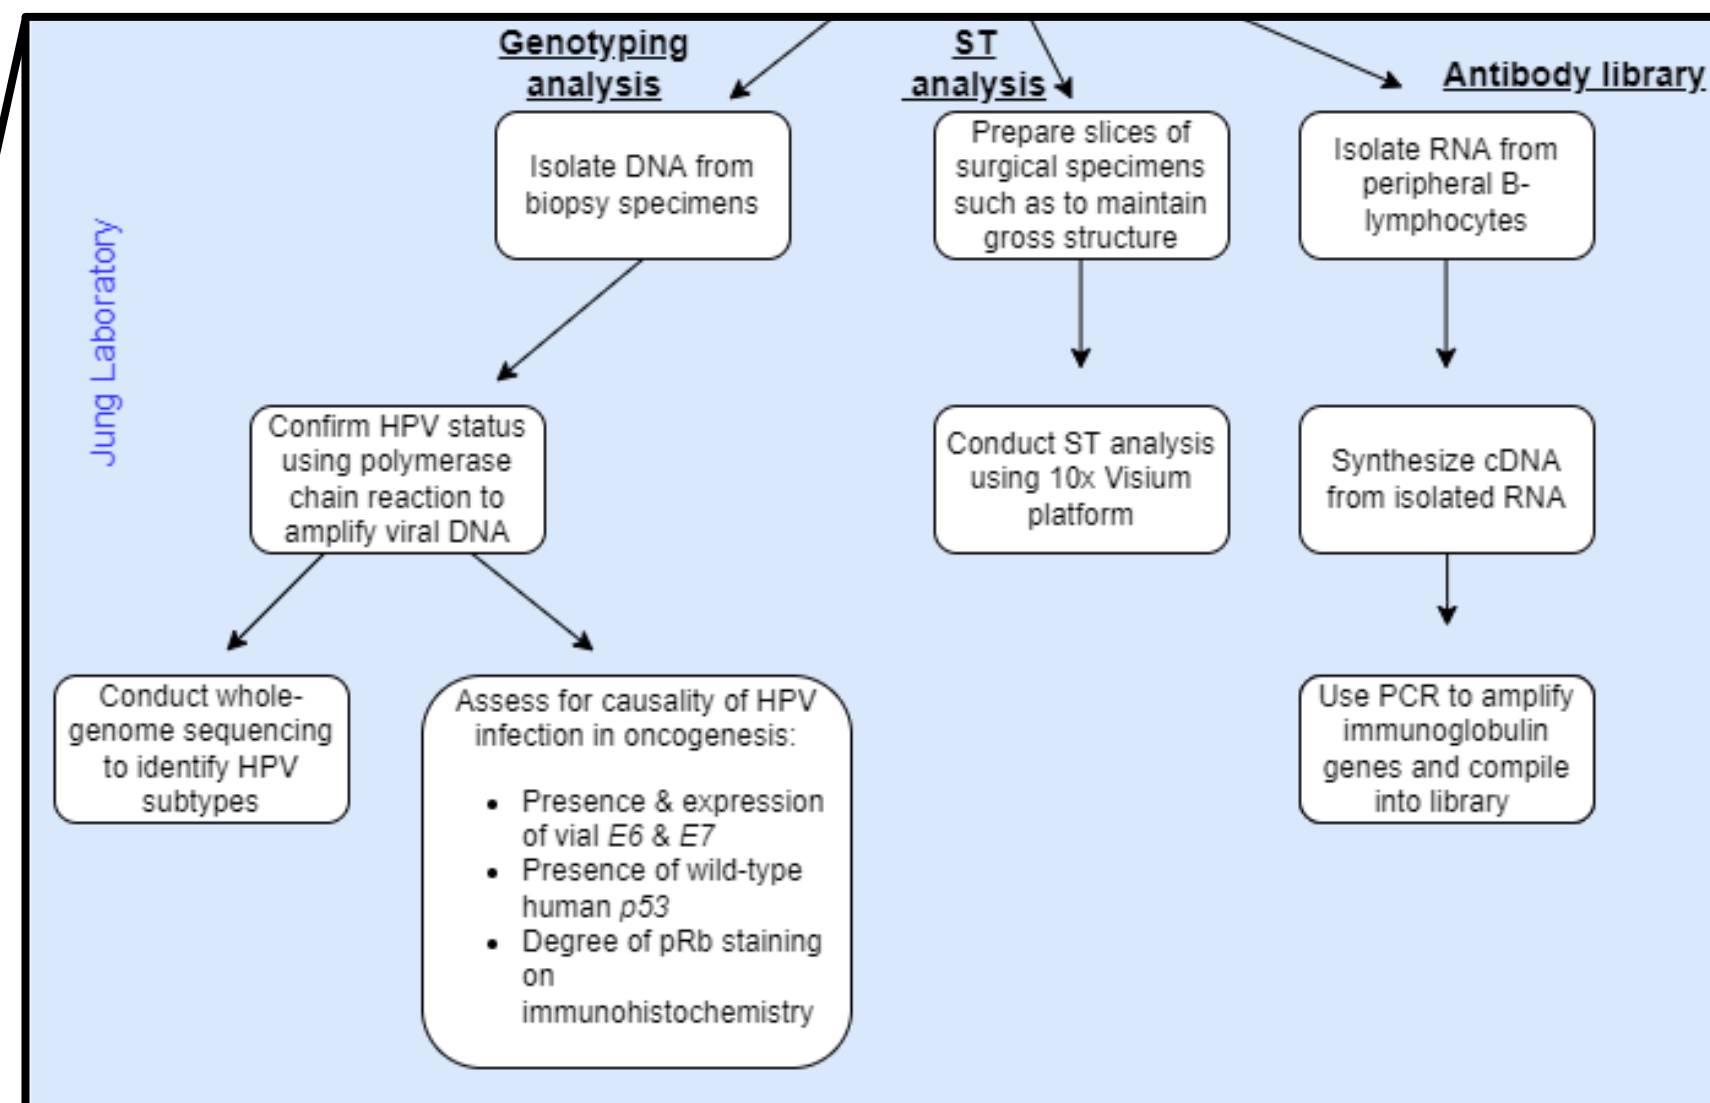 Genotyping
analysis
Isolate DNA from
biopsy specimens
Confirm HPV status
using polymerase
chain reaction to
amplify viral DNA
Conduct whole-
genome sequencing
to identify HPV
subtypes
Assess for causality of HPV
infection in oncogenesis:
• Presence & expression
of vial E6 & E7
• Presence of wild-type
human p53
• Degree of pRb staining
on
immunohistochemistry
ST
analysis
Prepare slices of
surgical specimens
such as to maintain
gross structure
Conduct ST analysis
using 10x Visium
platform
Antibody library
Isolate RNA from
peripheral B-
lymphocytes
Synthesize cDNA
from isolated RNA
Use PCR to amplify
immunoglobulin
genes and compile
into library
Jung Laboratory